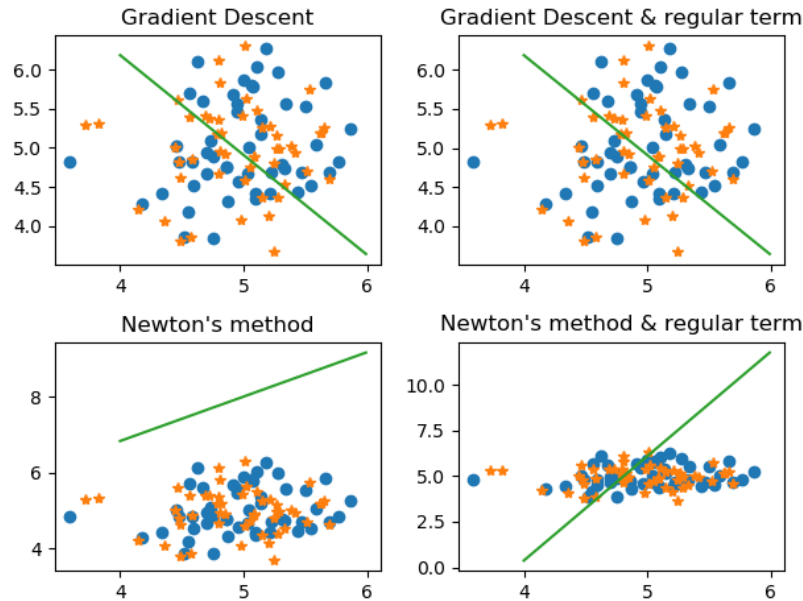 Gradient Descent
6.0
5.5
5.0
4.5
4.0
4 5 6
Gradient Descent & regular term
6.0
5.5
5.0
4.5
4.0
4 5 6
Newton's method
8
6
4
4 5 6
Newton's method & regular term
10.0
7.5
5.0
2.5
0.0
4 5 6